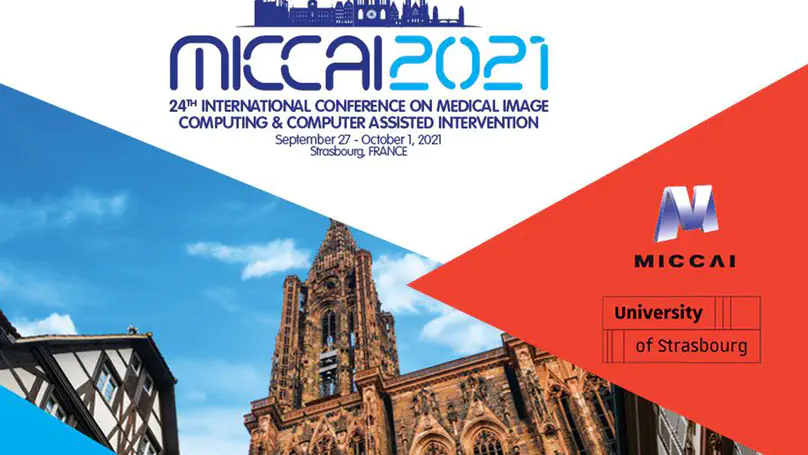 MICCAI2021
24TH INTERNATIONAL CONFERENCE ON MEDICAL IMAGE
COMPUTING & COMPUTER ASSISTED INTERVENTION
September 27 - October 1, 2021
Strasbourg, FRANCE
MICCAI
University
of Strasbourg